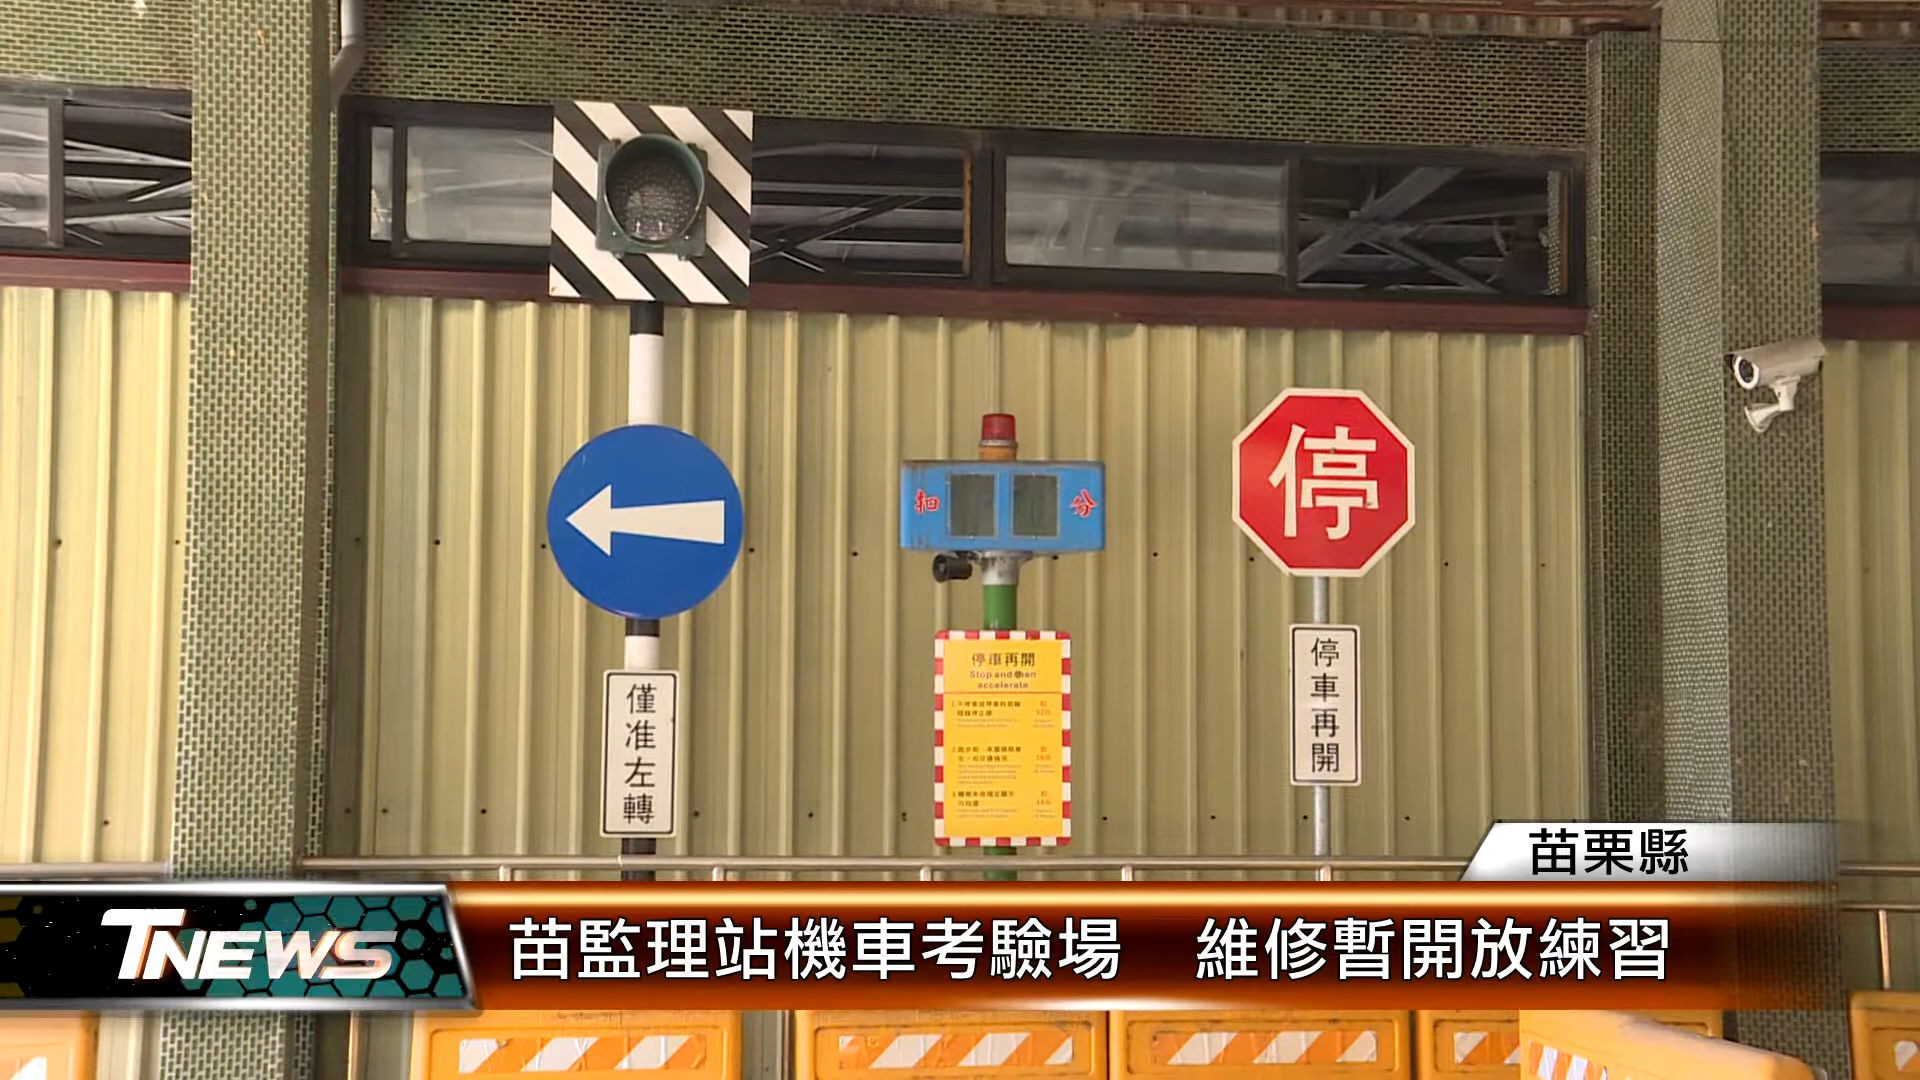 扣 分
停
停車再開
Stop and then
accelerate
僅准左轉
停車再開
苗栗縣
TNEWS
苗監理站機車考驗場 維修暫開放練習